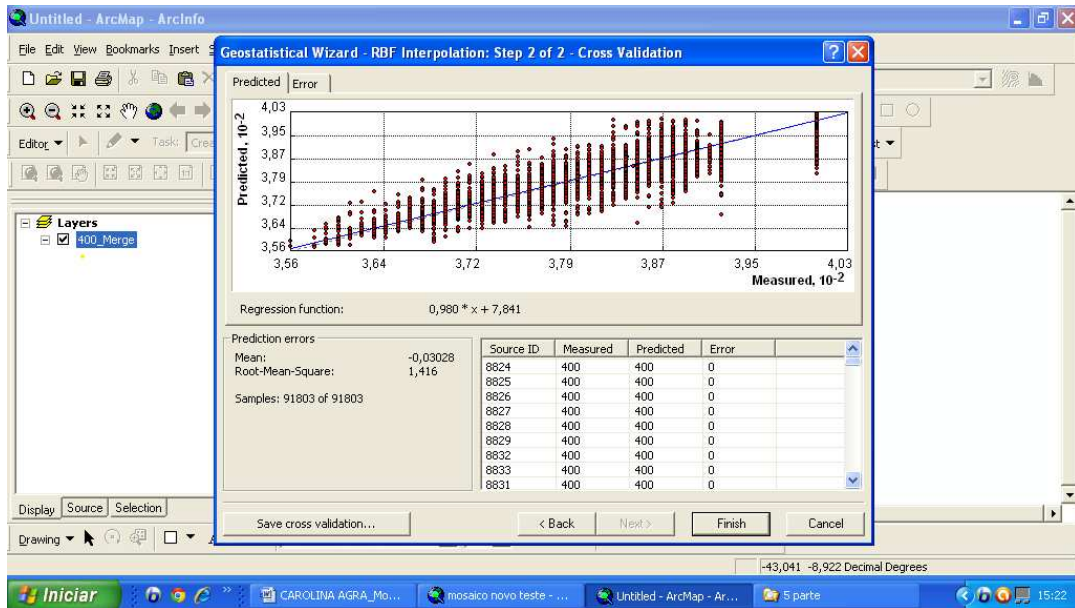 Untitled - ArcMap - ArcInfo
File Edit View Bookmarks Insert
Geostatistical Wizard - RBF Interpolation: Step 2 of 2 - Cross Validation
Predicted Error
Editor Task:
Predicted, 10-2
4,03
3,95
3,87
3,79
3,72
3,64
3,56
3,56 3,64 3,72 3,79 3,87 3,95 4,03
Measured, 10-2
Regression function: 0,980 * x + 7,841
Layers
400_Merge
Prediction errors
Mean: -0,03028
Root-Mean-Square: 1,416
Samples: 91803 of 91803
Source ID Measured Predicted Error
8824 400 400 0
8825 400 400 0
8826 400 400 0
8827 400 400 0
8828 400 400 0
8829 400 400 0
8832 400 400 0
8833 400 400 0
8831 400 400 0
Display Source Selection
Save cross validation... < Back Next > Finish Cancel
Drawing
-43,041 -8,922 Decimal Degrees
Iniciar CAROLINA AGRA_Mo... mosaico novo teste - ... Untitled - ArcMap - Ar... 5 parte 15:22